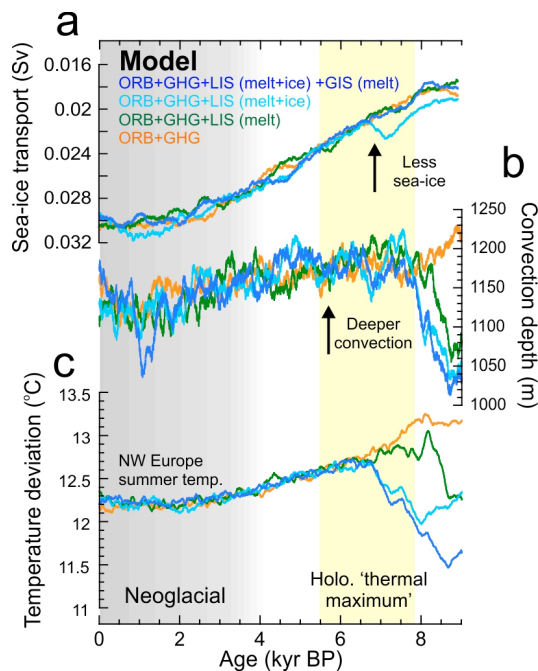 a
Model
ORB+GHG+LIS (melt+ice) +GIS (melt)
ORB+GHG+LIS (melt+ice)
ORB+GHG+LIS (melt)
ORB+GHG
Sea-ice transport (Sv)
0.016
0.02
0.024
0.028
0.032
Less
sea-ice
b
1250
1200
1150
1100
1050
1000
Convection depth (m)
Deeper
convection
c
13.5
13
12.5
12
11.5
11
Temperature deviation (°C)
NW Europe
summer temp.
Neoglacial
Holo. ‘thermal
maximum’
0 2 4 6 8
Age (kyr BP)